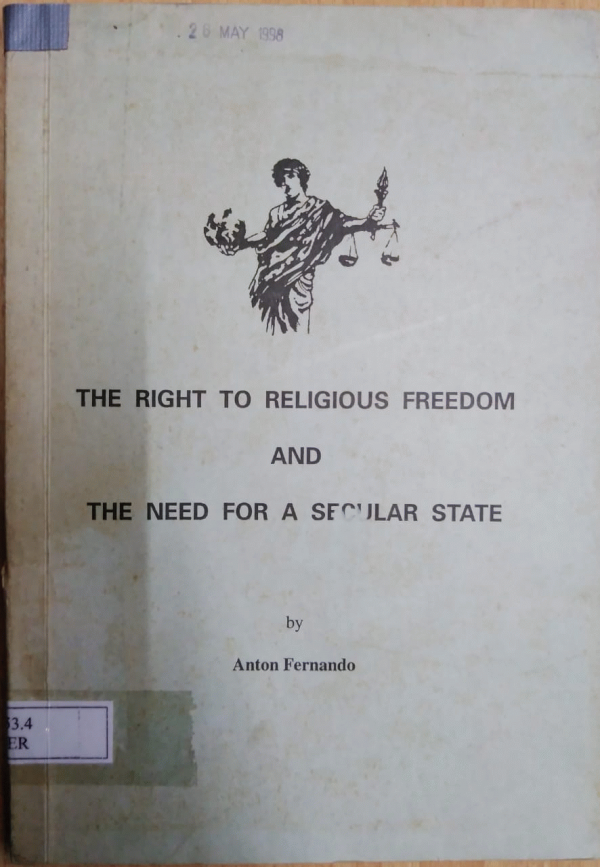 26 MAY 1998
THE RIGHT TO RELIGIOUS FREEDOM
AND
THE NEED FOR A SECULAR STATE
by
Anton Fernando
53.4
ER